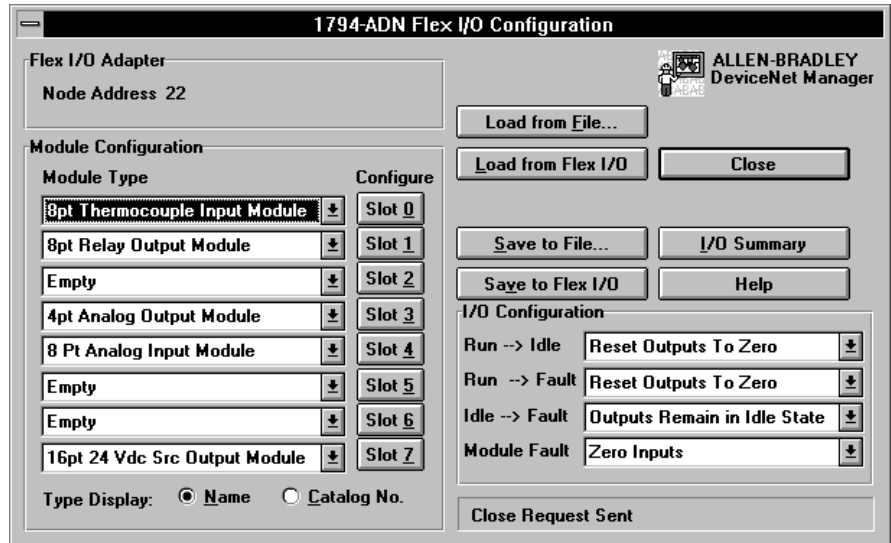 1794-ADN Flex I/O Configuration
Flex I/O Adapter
Node Address 22
ALLEN-BRADLEY
DeviceNet Manager
Load from File...
Load from Flex I/O
Close
Module Configuration
Module Type
Configure
8pt Thermocouple Input Module
Slot 0
8pt Relay Output Module
Slot 1
Empty
Slot 2
4pt Analog Output Module
Slot 3
8 Pt Analog Input Module
Slot 4
Empty
Slot 5
Empty
Slot 6
16pt 24 Vdc Src Output Module
Slot 7
Type Display:
Name
Catalog No.
Save to File...
I/O Summary
Save to Flex I/O
Help
I/O Configuration
Run --> Idle
Reset Outputs To Zero
Run --> Fault
Reset Outputs To Zero
Idle --> Fault
Outputs Remain in Idle State
Module Fault
Zero Inputs
Close Request Sent